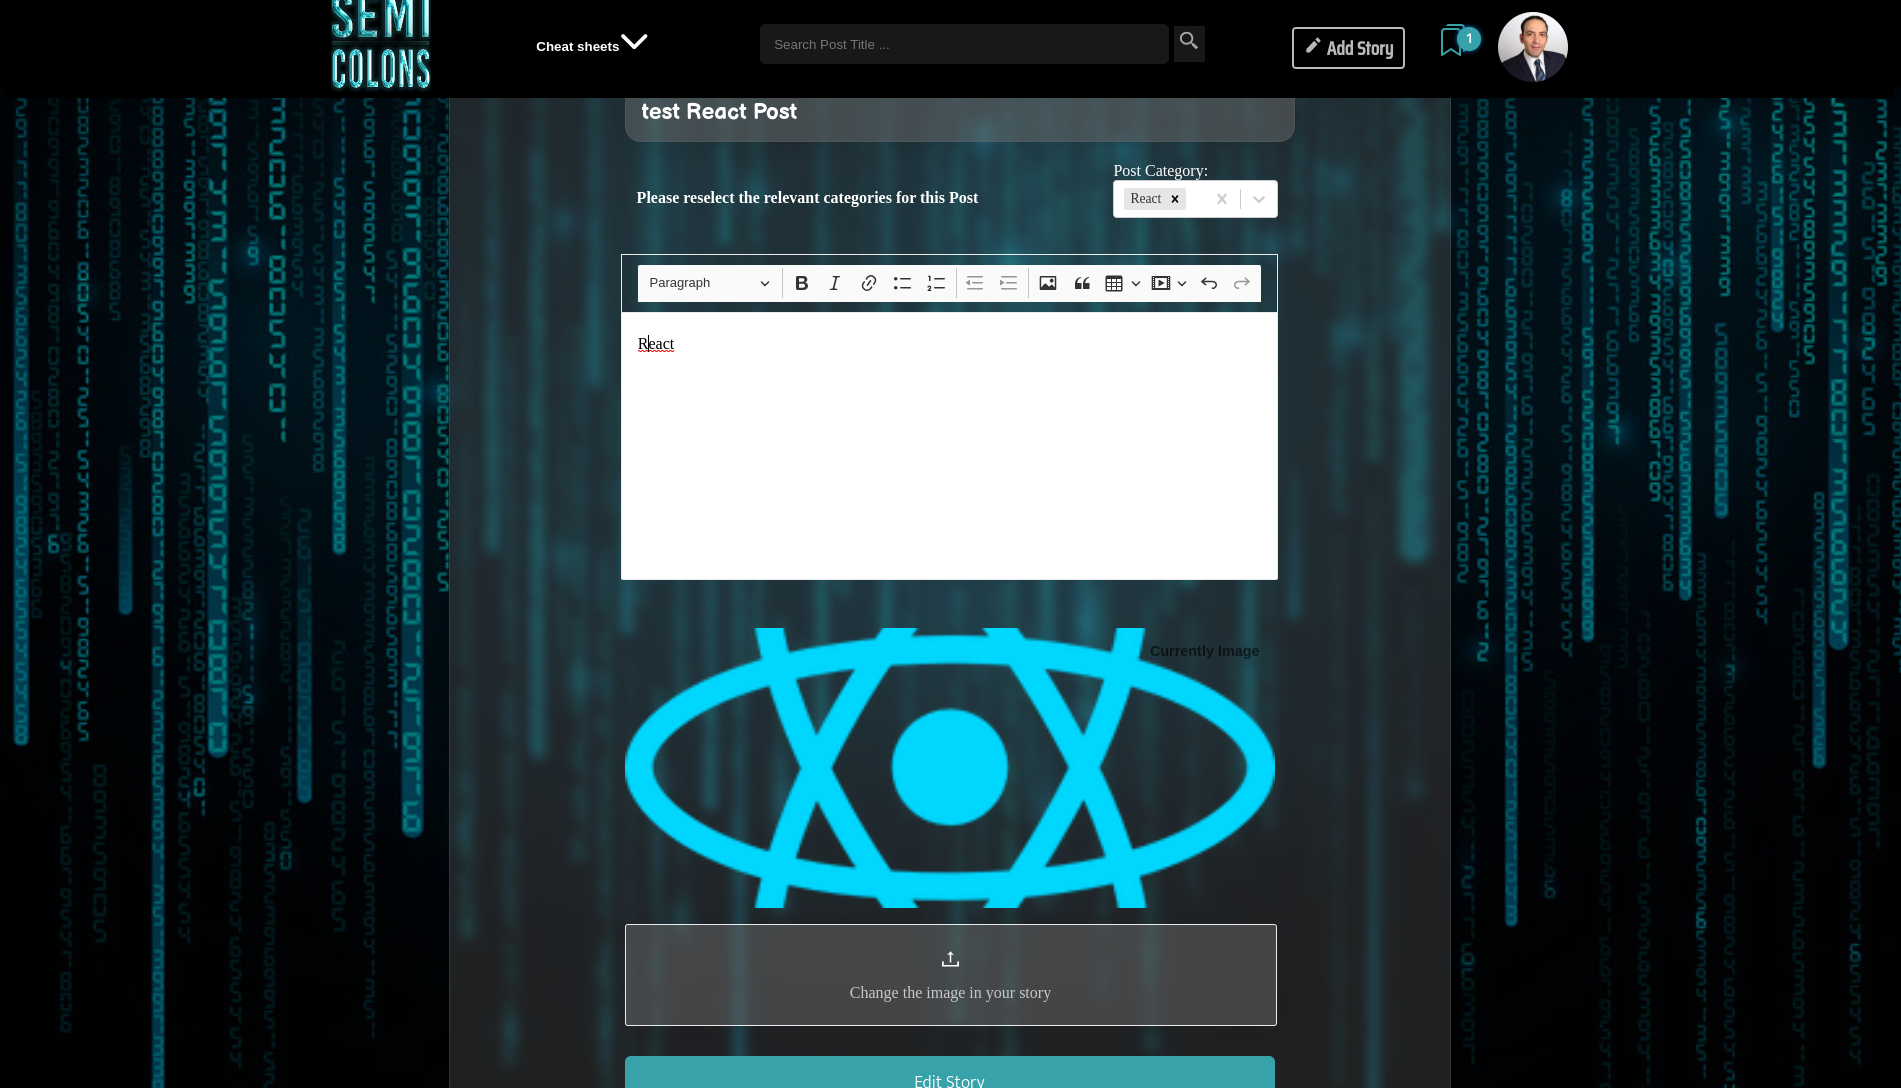 SEMI
COLONS
Cheat sheets
Search Post Title ...
Add Story
1
test React Post
Post Category:
Please reselect the relevant categories for this Post
React
Paragraph
React
Currently Image
Change the image in your story
Edit Story